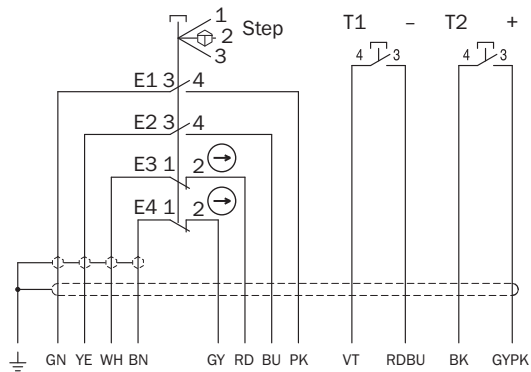 1
2 Step
3
T1 – T2 +
4 3 4 3
E1 3 4
E2 3 4
E3 1 2
E4 1 2
GN YE WH BN GY RD BU PK VT RDBU BK GYPK